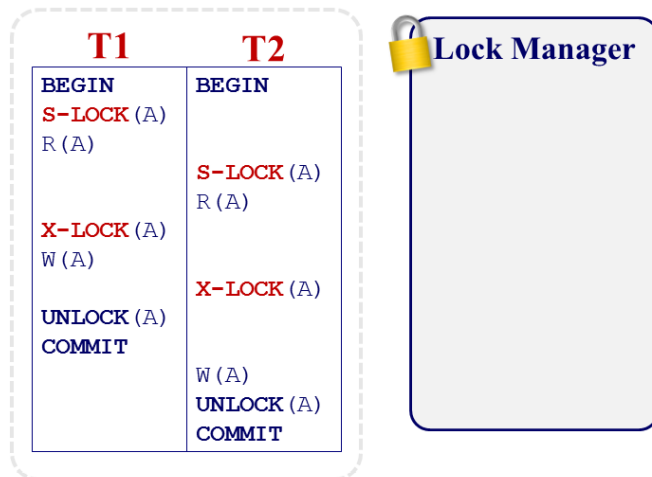 T1 T2
Lock Manager
BEGIN BEGIN
S-LOCK(A)
R(A)
S-LOCK(A)
R(A)
X-LOCK(A)
W(A)
X-LOCK(A)
UNLOCK(A)
COMMIT
W(A)
UNLOCK(A)
COMMIT